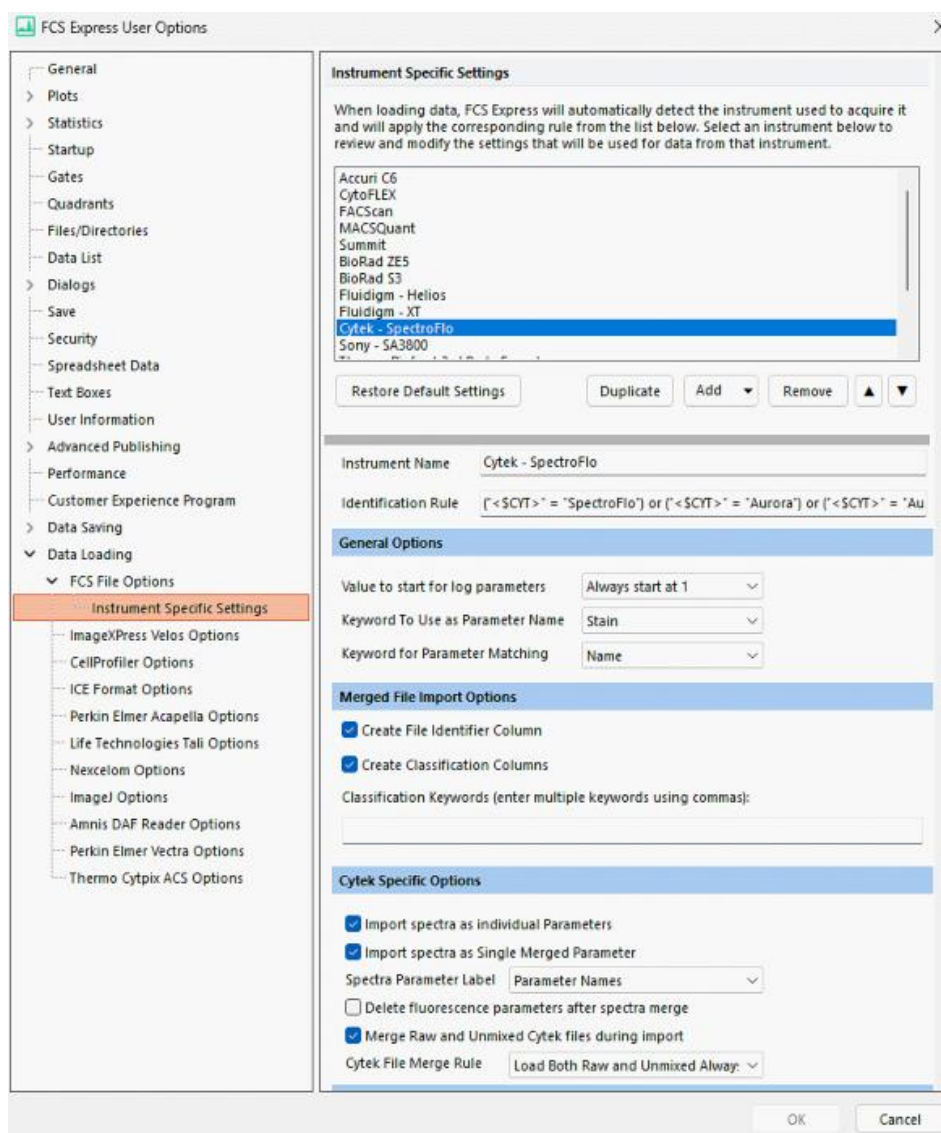 FCS Express User Options
General
Plots
Statistics
Startup
Gates
Quadrants
Files/Directories
Data List
Dialogs
Save
Security
Spreadsheet Data
Text Boxes
User Information
Advanced Publishing
Performance
Customer Experience Program
Data Saving
Data Loading
FCS File Options
Instrument Specific Settings
ImageXPress Velos Options
CellProfiler Options
ICE Format Options
Perkin Elmer Acapella Options
Life Technologies Tali Options
Nexcelom Options
ImageJ Options
Amnis DAF Reader Options
Perkin Elmer Vectra Options
Thermo Cytpix ACS Options
Instrument Specific Settings
When loading data, FCS Express will automatically detect the instrument used to acquire it
and will apply the corresponding rule from the list below. Select an instrument below to
review and modify the settings that will be used for data from that instrument.
Accuri C6
CytoFLEX
FACScan
MACSQuant
Summit
BioRad ZE5
BioRad S3
Fluidigm - Helios
Fluidigm - XT
Cytek - SpectroFlo
Sony - SA3800
Restore Default Settings Duplicate Add Remove
Instrument Name Cytek - SpectroFlo
Identification Rule ("<$CYT>" = "SpectroFlo") or ("<$CYT>" = "Aurora") or ("<$CYT>" = "Au
General Options
Value to start for log parameters Always start at 1
Keyword To Use as Parameter Name Stain
Keyword for Parameter Matching Name
Merged File Import Options
Create File Identifier Column
Create Classification Columns
Classification Keywords (enter multiple keywords using commas):
Cytek Specific Options
Import spectra as individual Parameters
Import spectra as Single Merged Parameter
Spectra Parameter Label Parameter Names
Delete fluorescence parameters after spectra merge
Merge Raw and Unmixed Cytek files during import
Cytek File Merge Rule Load Both Raw and Unmixed Alway
OK Cancel